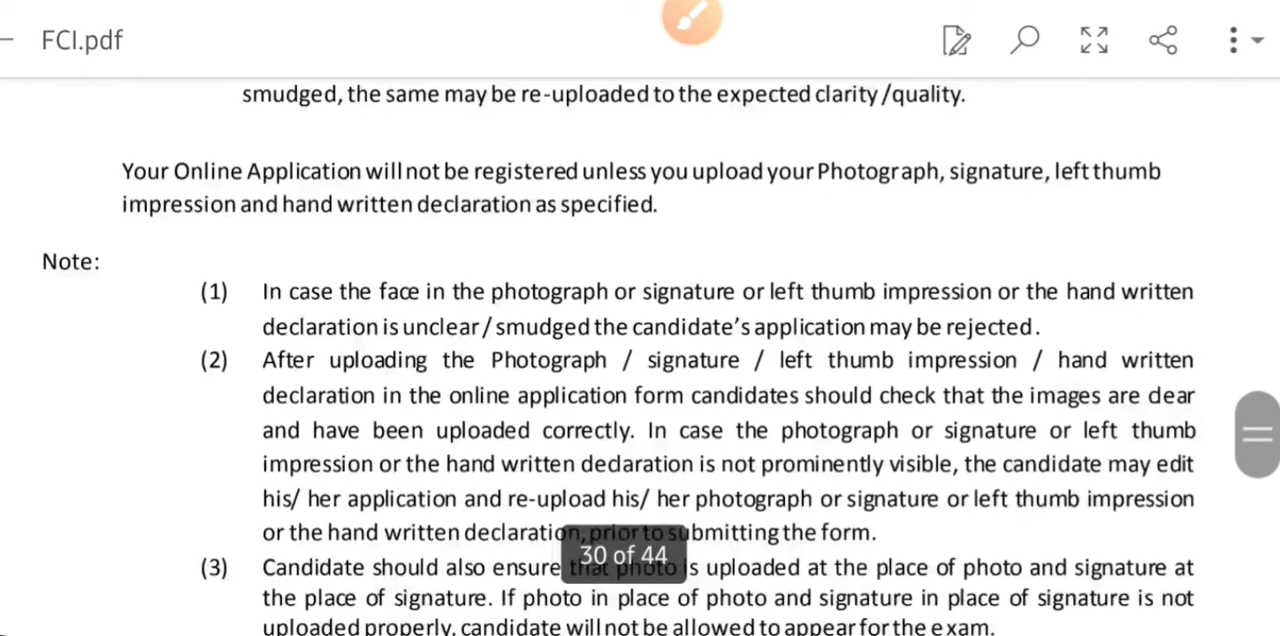 FCI.pdf
smudged, the same may be re-uploaded to the expected clarity /quality.
Your Online Application will not be registered unless you upload your Photograph, signature, left thumb
impression and hand written declaration as specified.
Note:
(1) In case the face in the photograph or signature or left thumb impression or the hand written
declaration is unclear / smudged the candidate's application may be rejected.
(2) After uploading the Photograph / signature / left thumb impression / hand written
declaration in the online application form candidates should check that the images are clear
and have been uploaded correctly. In case the photograph or signature or left thumb
impression or the hand written declaration is not prominently visible, the candidate may edit
his/ her application and re-upload his/ her photograph or signature or left thumb impression
or the hand written declaration, prior to submitting the form.
30 of 44
(3) Candidate should also ensure that photo is uploaded at the place of photo and signature at
the place of signature. If photo in place of photo and signature in place of signature is not
uploaded properly, candidate will not be allowed to appear for the exam.